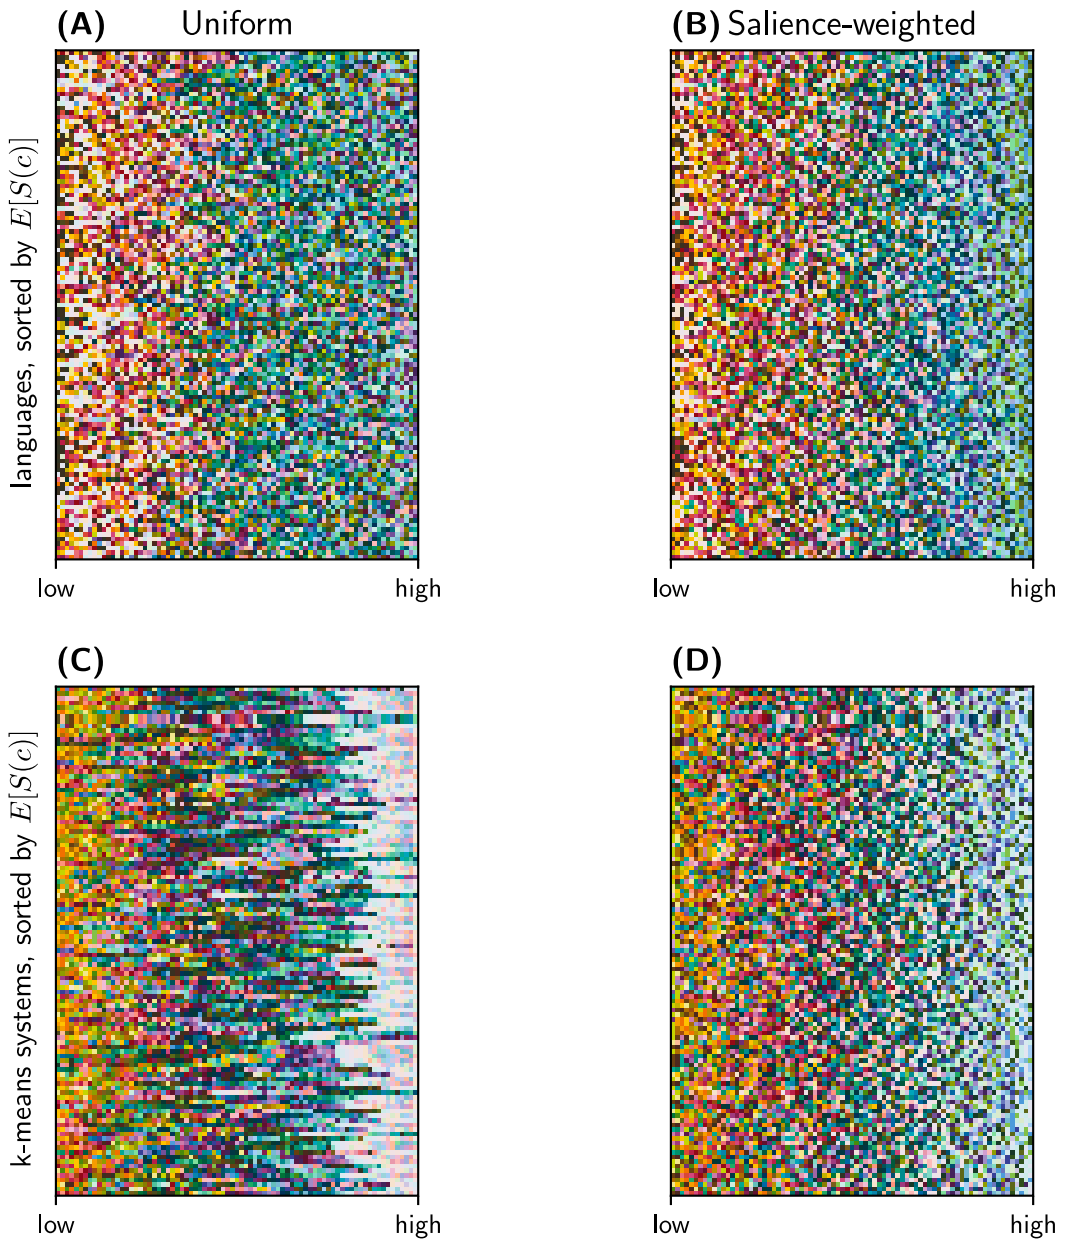 (A) Uniform
(B) Salience-weighted
languages, sorted by E[S(c)]
low high
low high
(C)
(D)
k-means systems, sorted by E[S(c)]
low high
low high